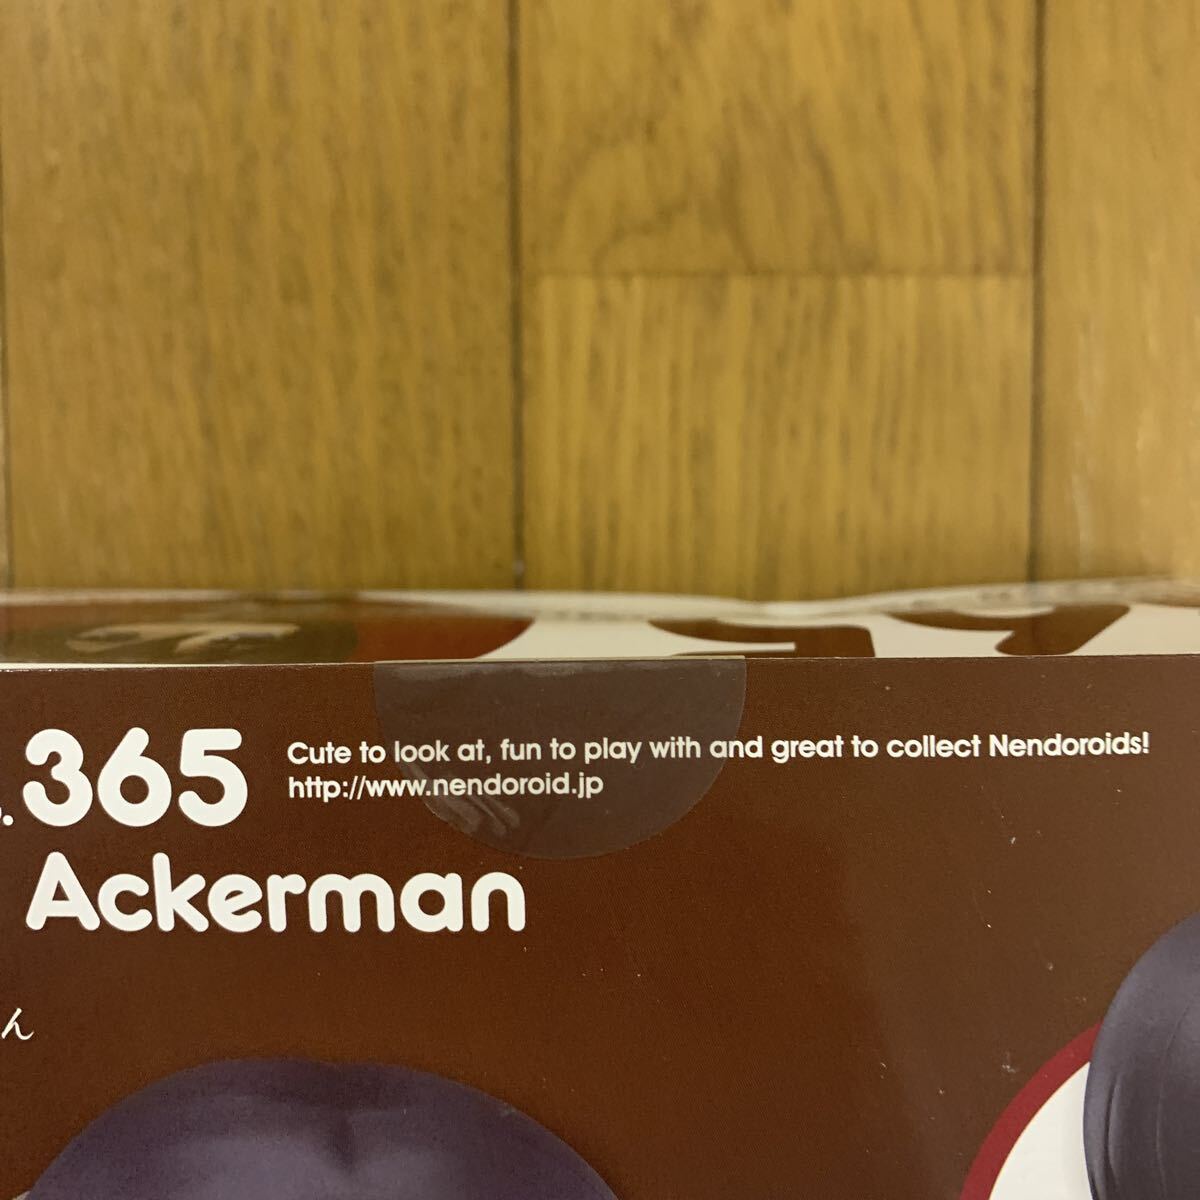 365
Cute to look at, fun to play with and great to collect Nendoroids!
http://www.nendoroid.jp
Ackerman
ん